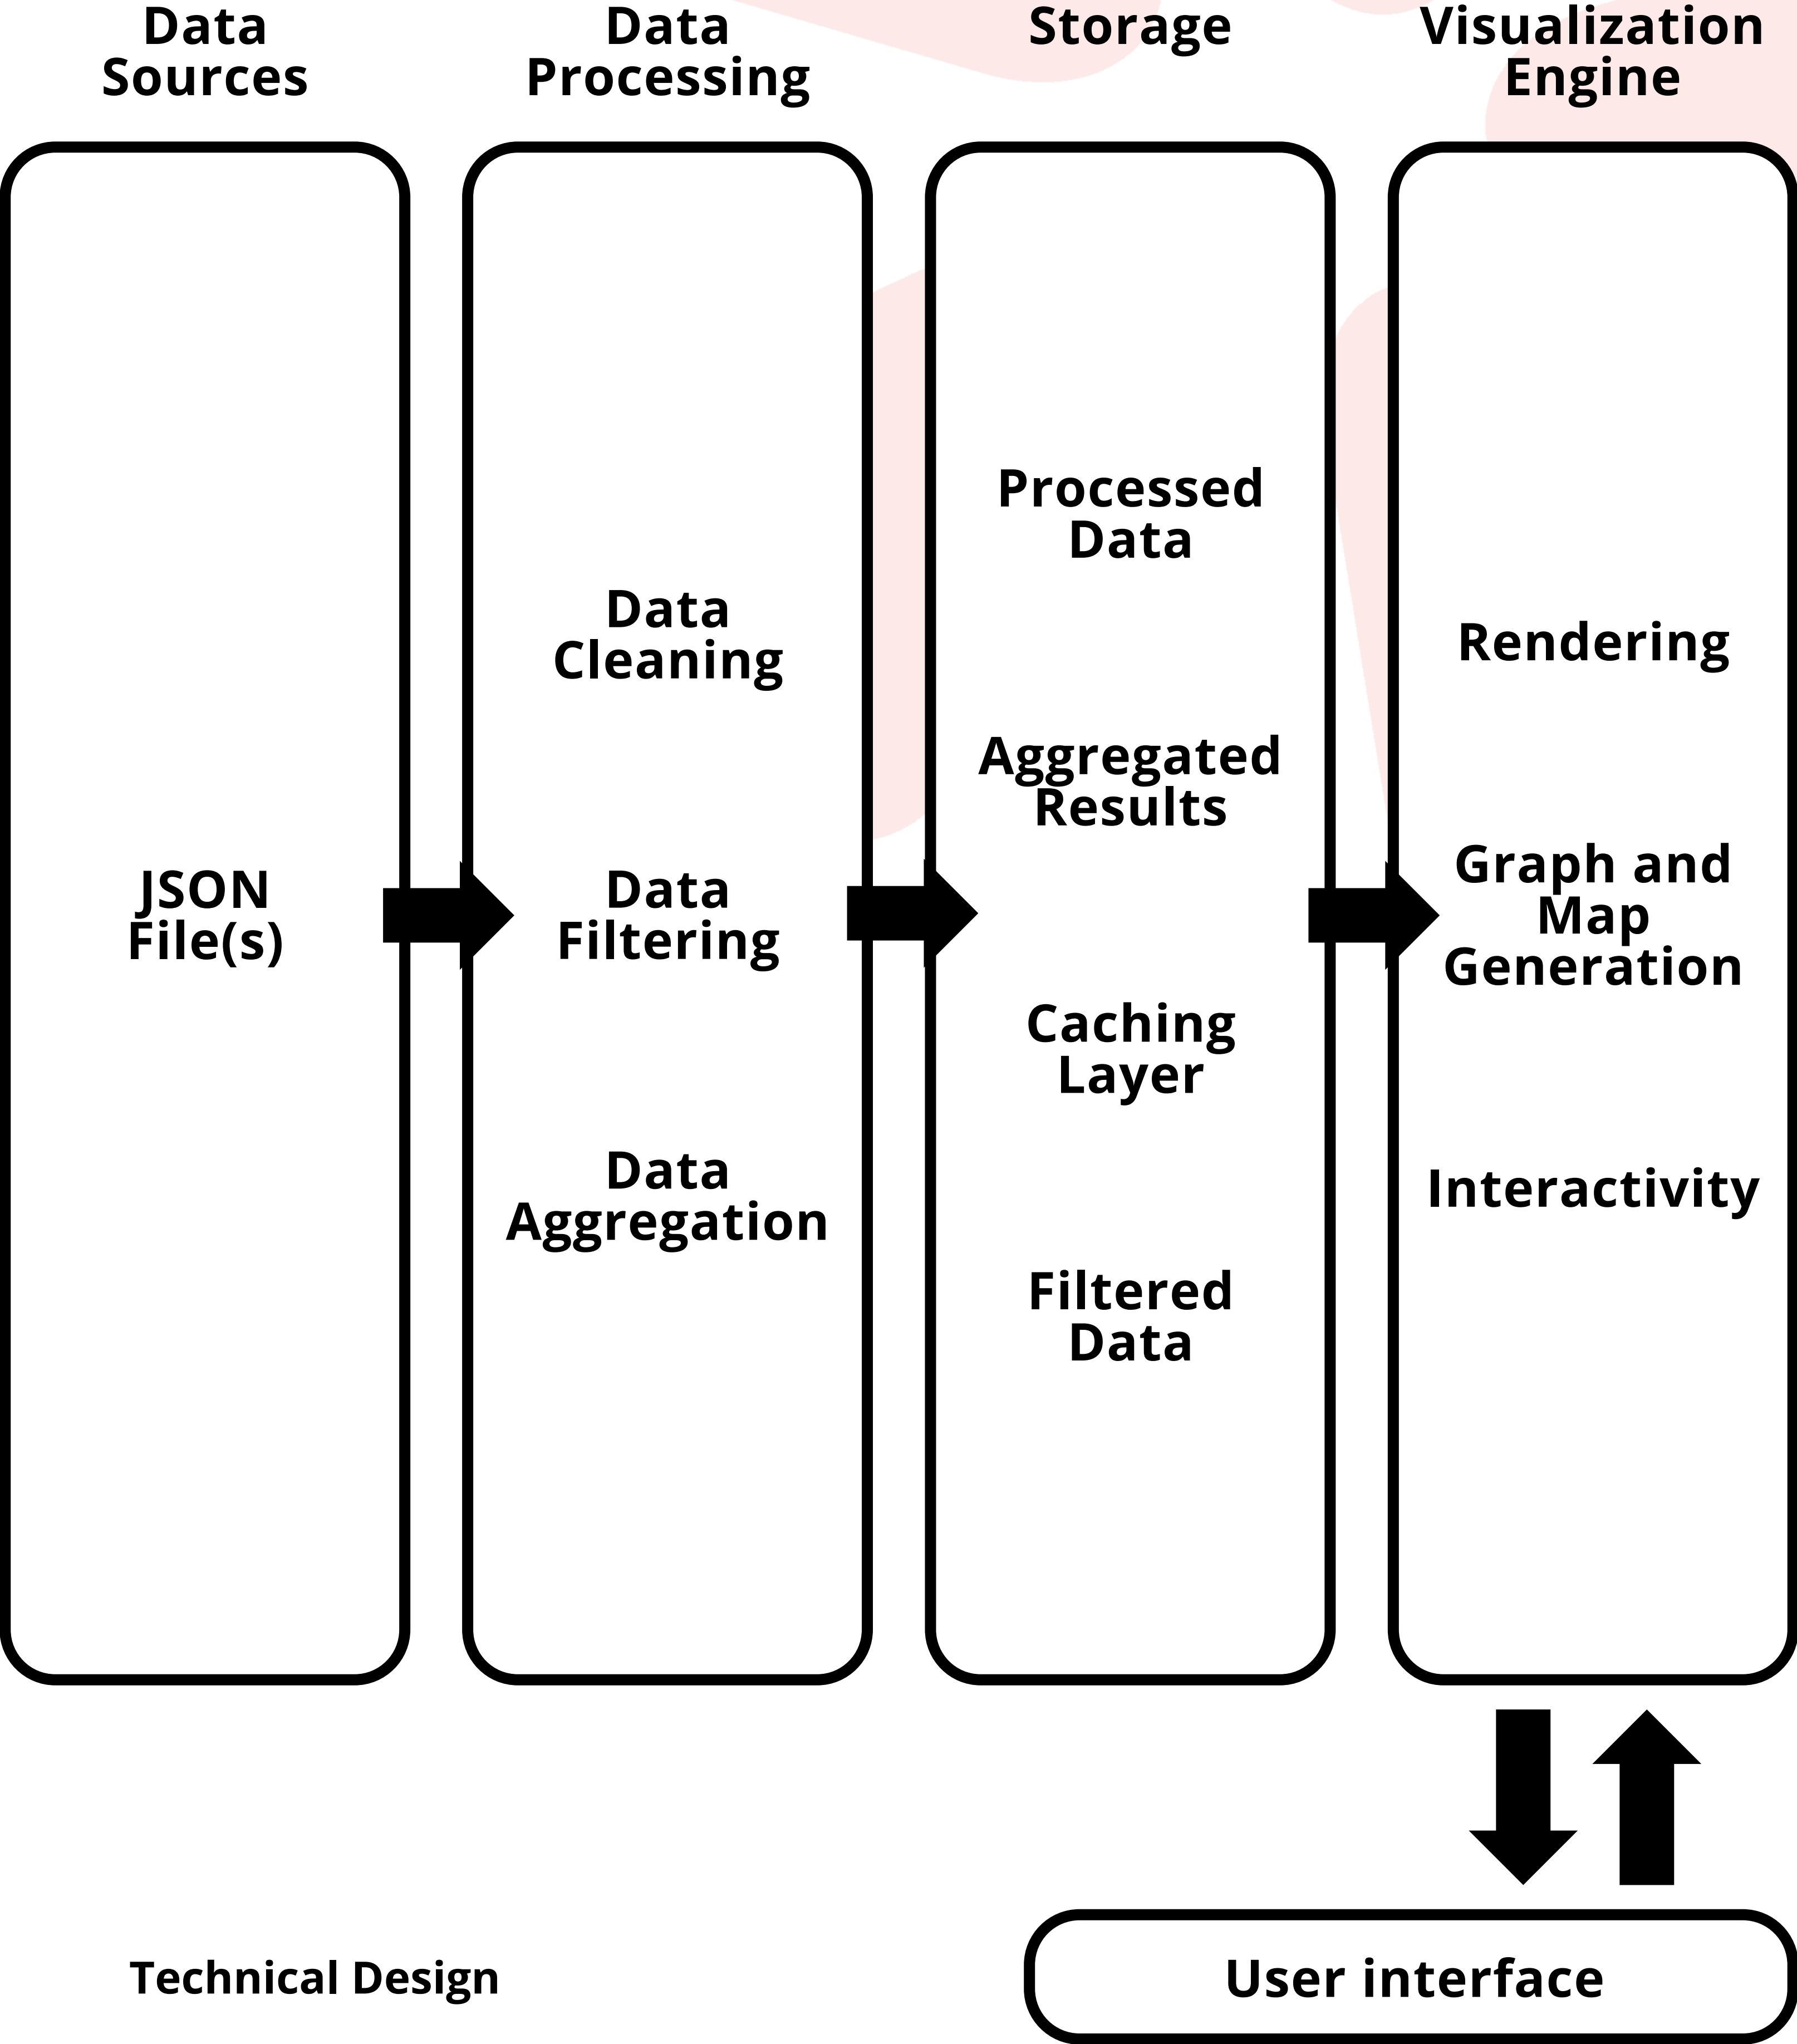 Data
Sources
Data
Processing
Storage
Visualization
Engine
JSON
File(s)
Data
Cleaning
Data
Filtering
Data
Aggregation
Processed
Data
Aggregated
Results
Caching
Layer
Filtered
Data
Rendering
Graph and
Map
Generation
Interactivity
Technical Design
User interface